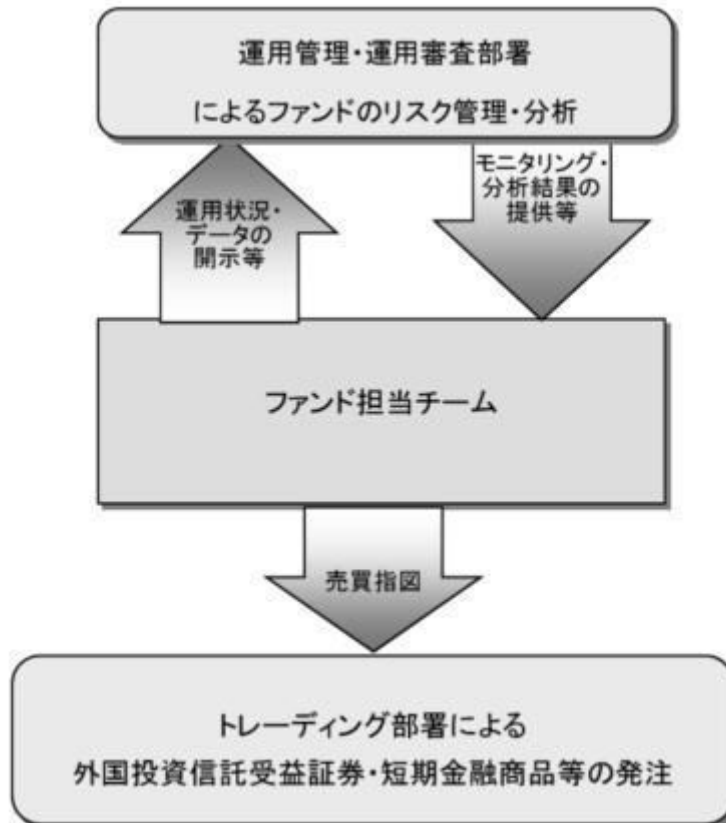 運用管理・運用審査部署
によるファンドのリスク管理・分析
運用状況・
データの
開示等
モニタリング・
分析結果の
提供等
ファンド担当チーム
売買指図
トレーディング部署による
外国投資信託受益証券・短期金融商品等の発注